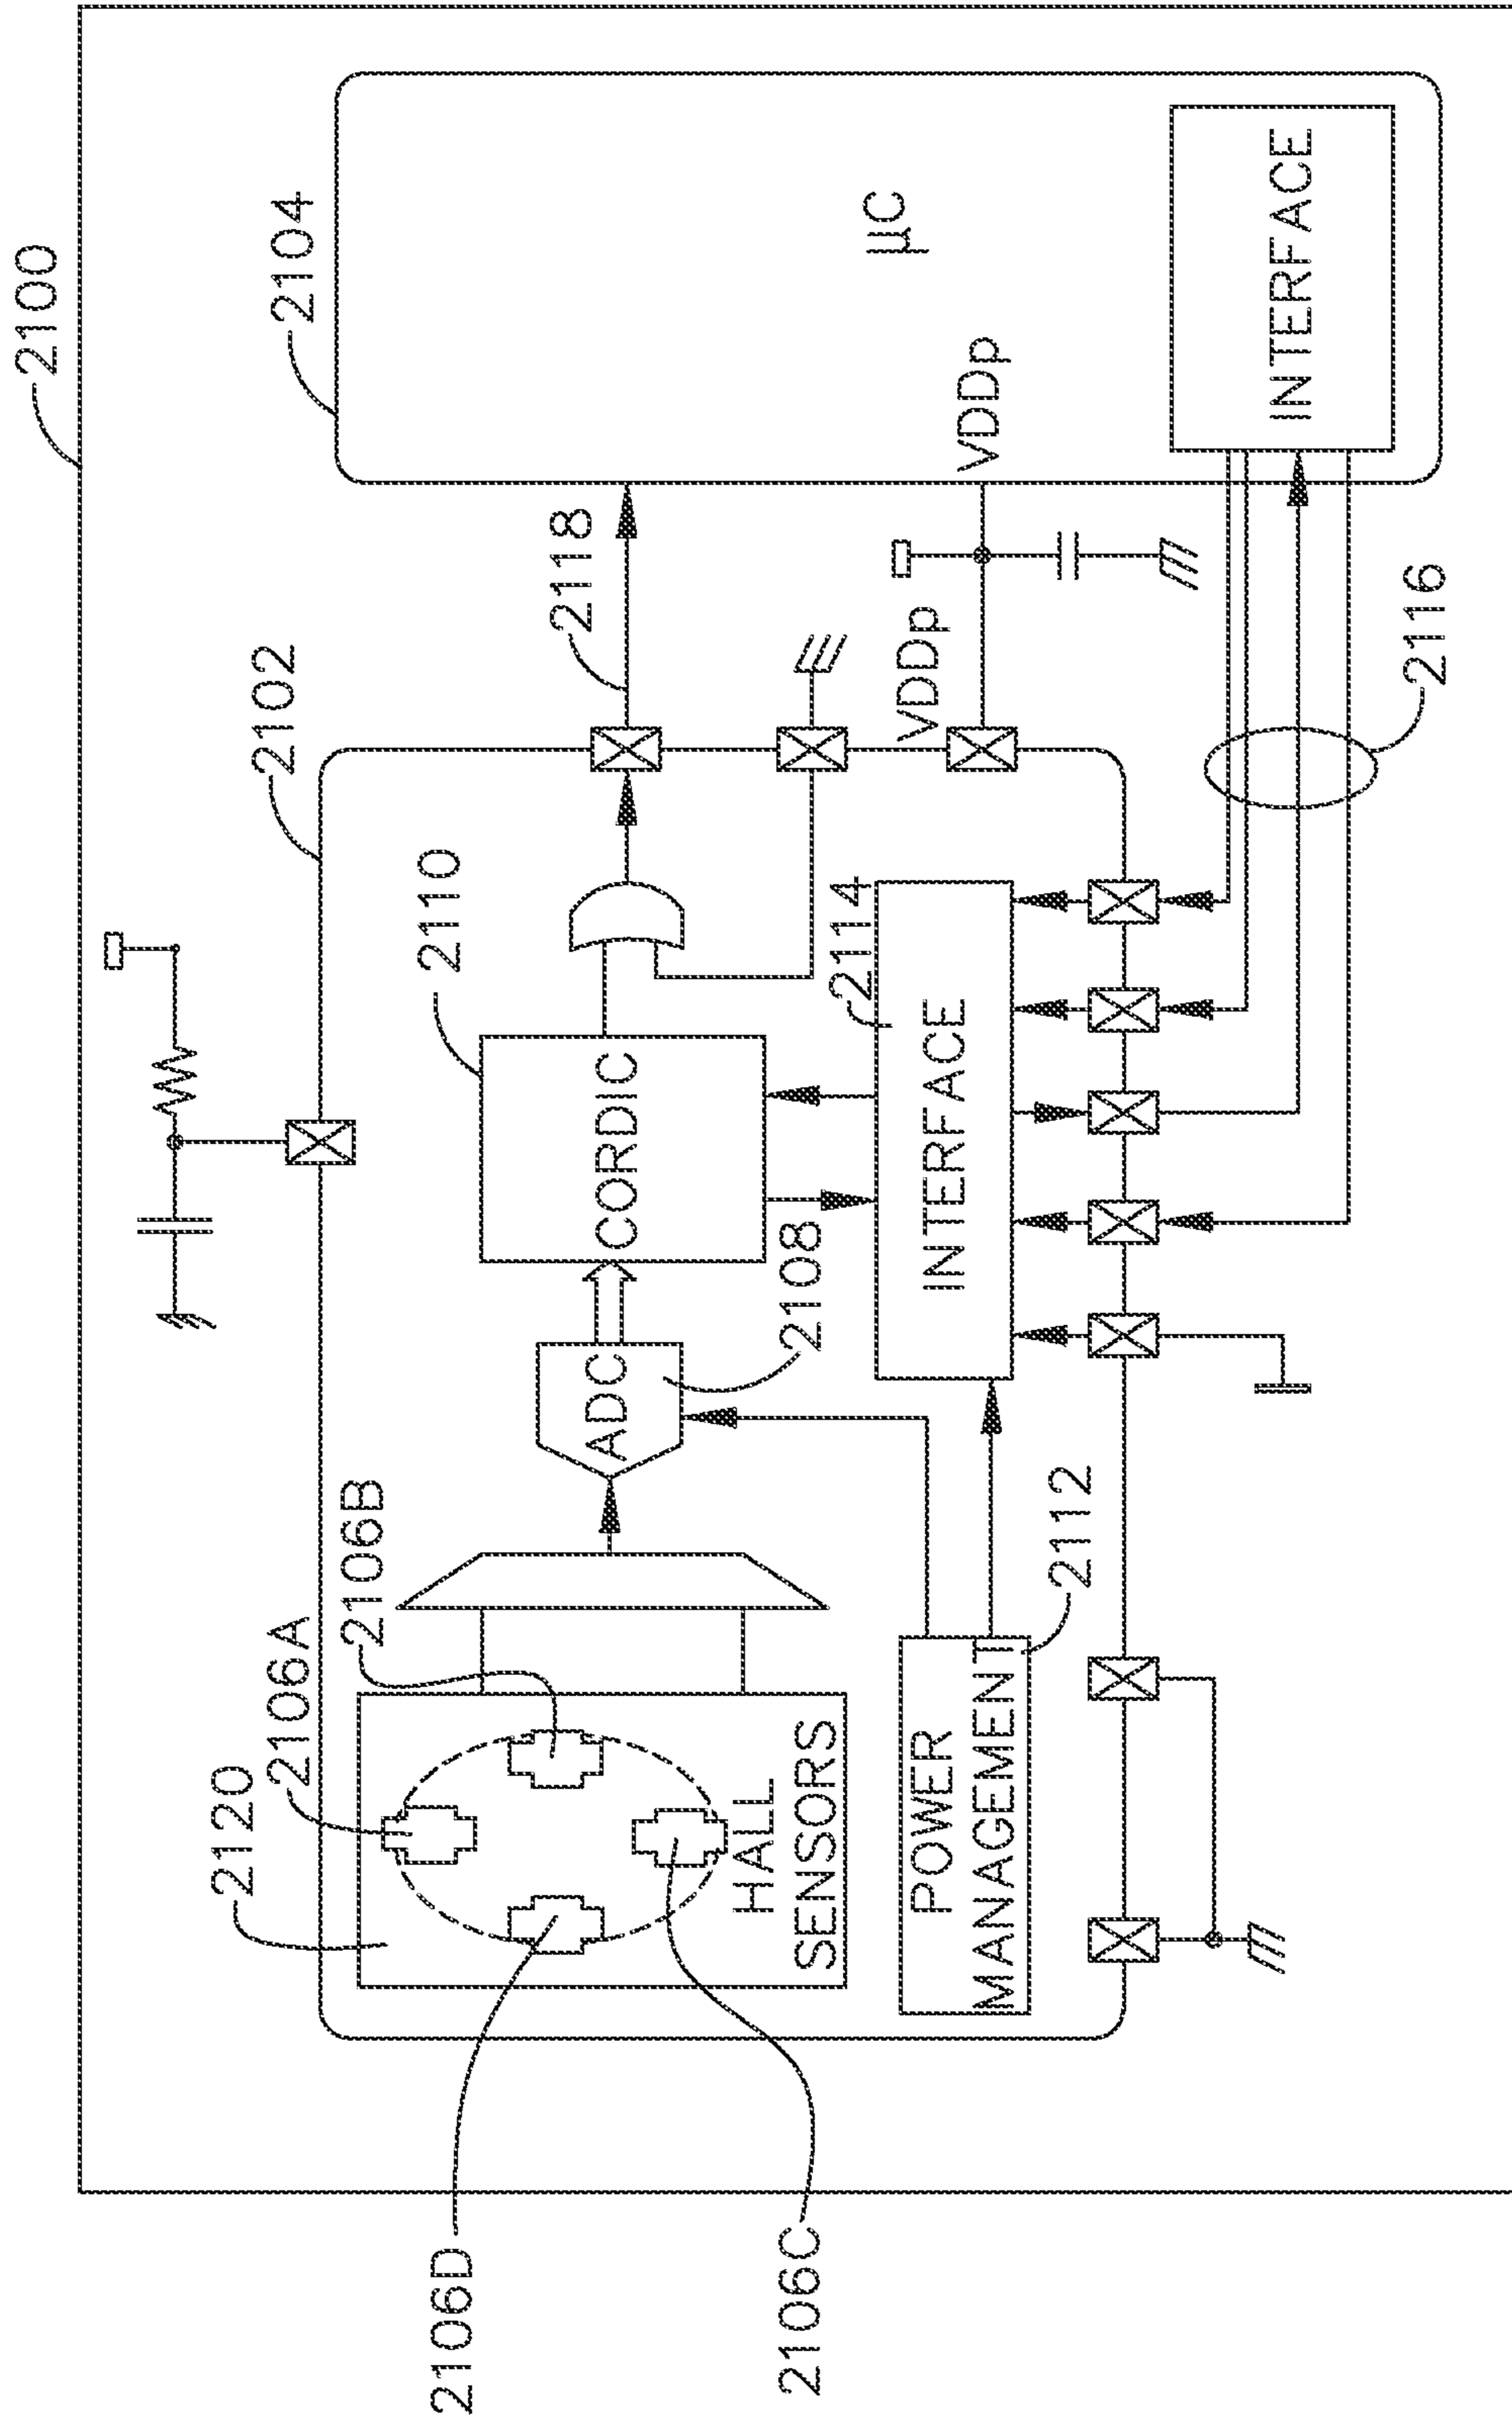 2100
2102
2104
2120
2106A
2106B
2110
2118
2106D
2106C
HALL
SENSORS
ADC
2108
CORDIC
2114
INTERFACE
POWER
MANAGEMENT
2112
VDDp
VDDp
µC
INTERFACE
2116